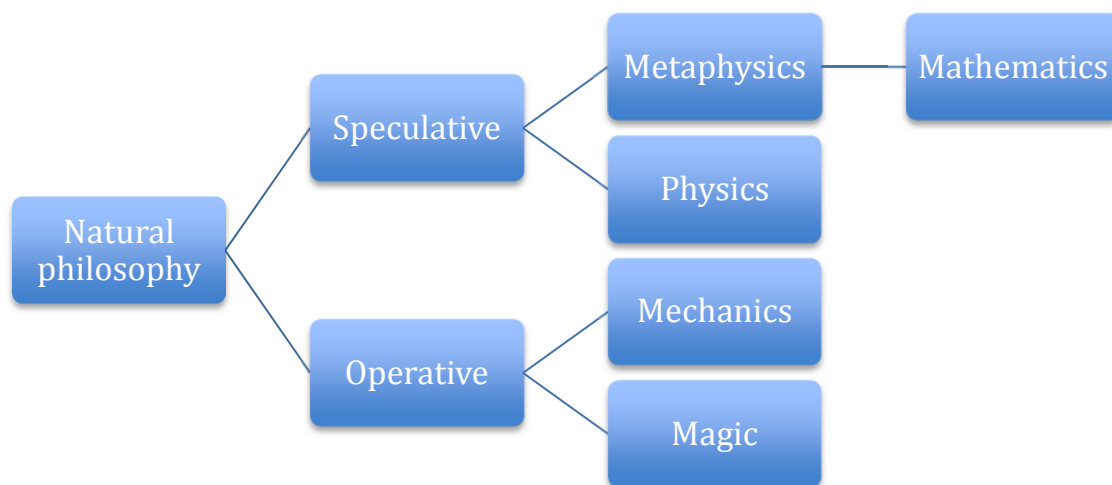 Metaphysics
Mathematics
Speculative
Physics
Natural
philosophy
Mechanics
Operative
Magic